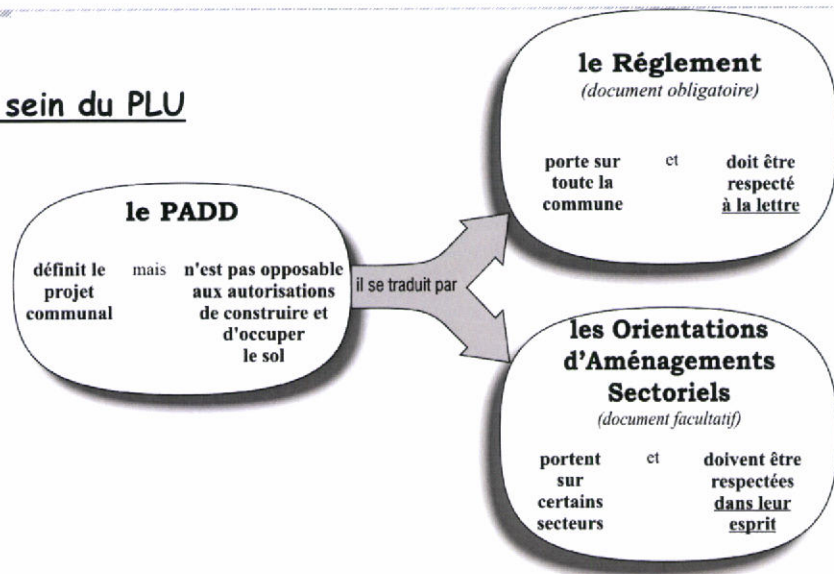 sein du PLU
le PADD
définit le mais n'est pas opposable
projet aux autorisations
communal de construire et
d'occuper
le sol
il se traduit par
le Réglement
(document obligatoire)
porte sur et doit être
toute la respecté
commune à la lettre
les Orientations
d'Aménagements
Sectoriels
(document facultatif)
portent et doivent être
sur respectées
certains dans leur
secteurs esprit